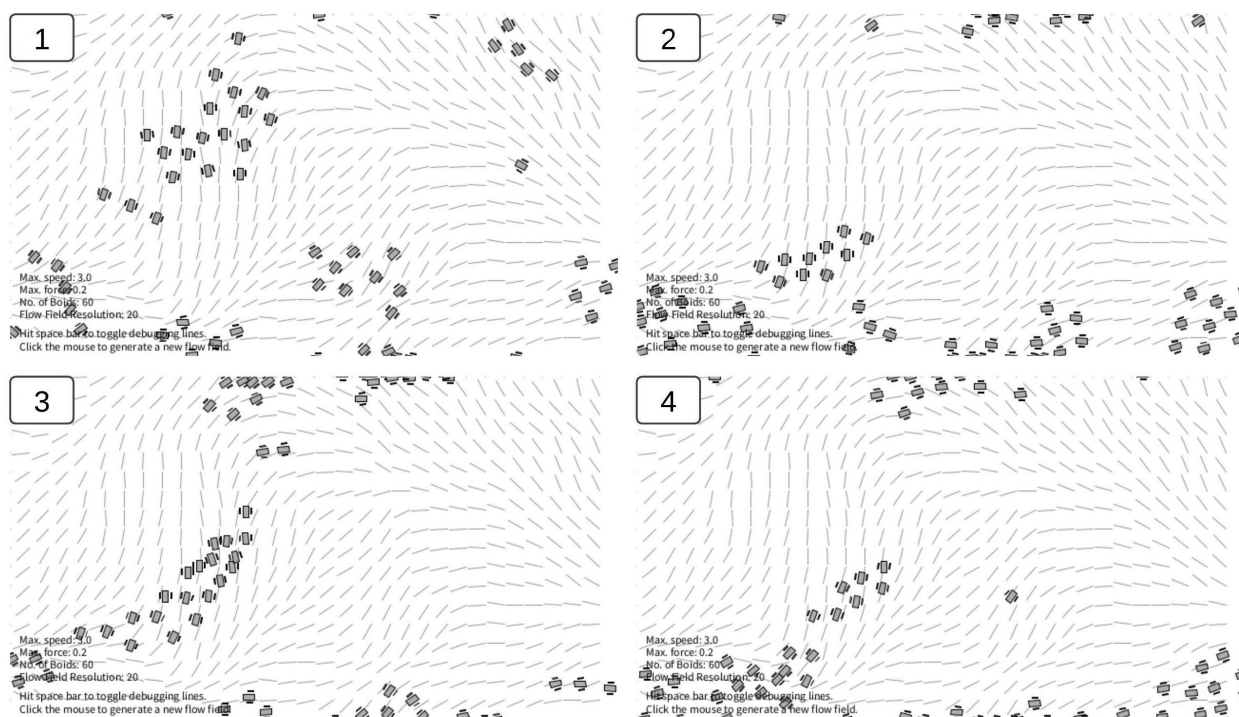 1
Max. speed: 3.0
Max. force: 0.2
No. of Boids: 60
Flow Field Resolution: 20
Hit space bar to toggle debugging lines.
Click the mouse to generate a new flow field.
2
Max. speed: 3.0
Max. force: 0.2
No. of Boids: 60
Flow Field Resolution: 20
Hit space bar to toggle debugging lines.
Click the mouse to generate a new flow field.
3
Max. speed: 3.0
Max. force: 0.2
No. of Boids: 60
Flow Field Resolution: 20
Hit space bar to toggle debugging lines.
Click the mouse to generate a new flow field.
4
Max. speed: 3.0
Max. force: 0.2
No. of Boids: 60
Flow Field Resolution: 20
Hit space bar to toggle debugging lines.
Click the mouse to generate a new flow field.